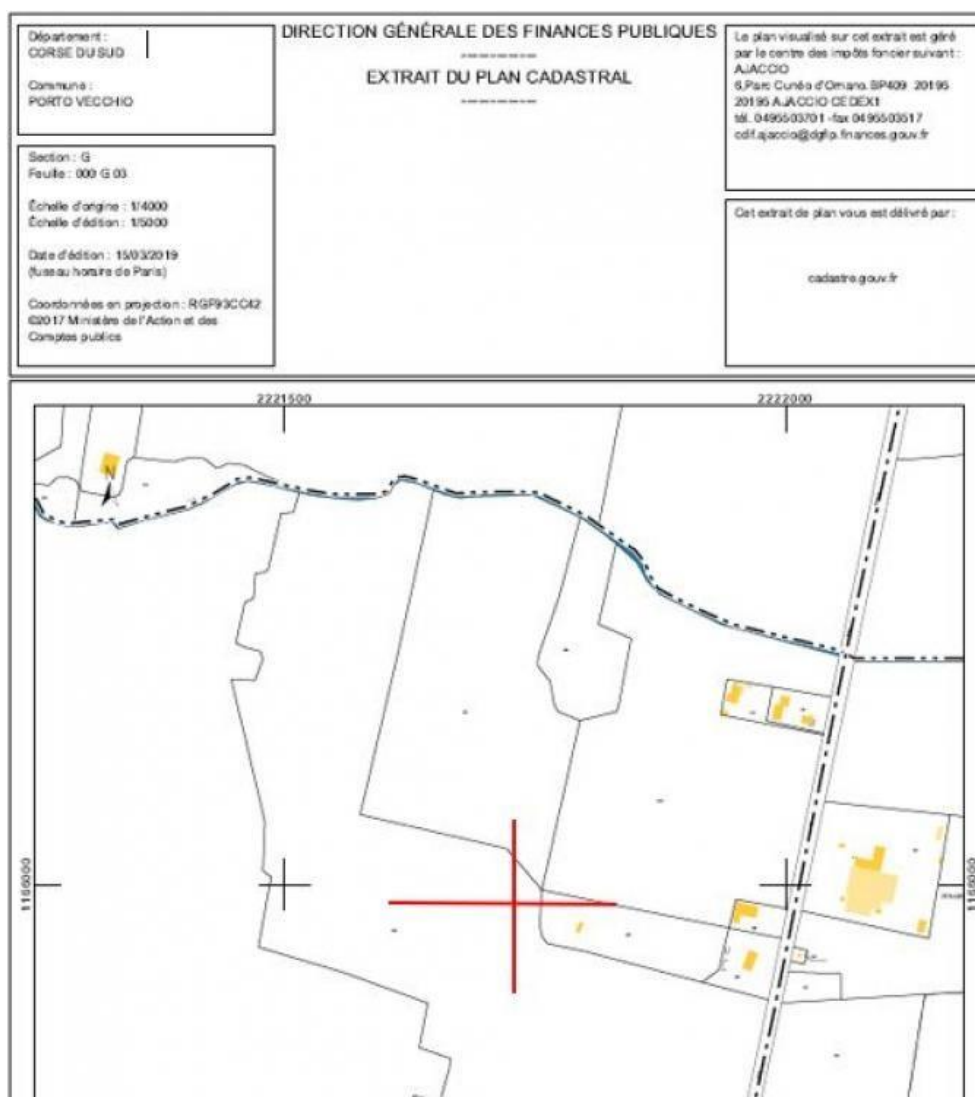 Département :
CORSE DU SUD
Commune :
PORTO VECCHIO
Section : G
Feuille : 000 G 03
Échelle d'origine : 1/4000
Échelle d'édition : 1/5000
Date d'édition : 15/03/2019
(fuseau horaire de Paris)
Coordonnées en projection : RGF93CC42
©2017 Ministère de l'Action et des
Comptes publics
DIRECTION GÉNÉRALE DES FINANCES PUBLIQUES
----------------
EXTRAIT DU PLAN CADASTRAL
----------------
Le plan visualisé sur cet extrait est géré
par le centre des impôts foncier suivant :
AJACCIO
6,Parc Cunéo d'Ornano. BP409 20195
20195 AJACCIO CEDEX1
tél. 0495503701 -fax 0495503517
cdif.ajaccio@dgfip.finances.gouv.fr
Cet extrait de plan vous est délivré par :
cadastre.gouv.fr
2221500
2222000
N
1166000
1166000